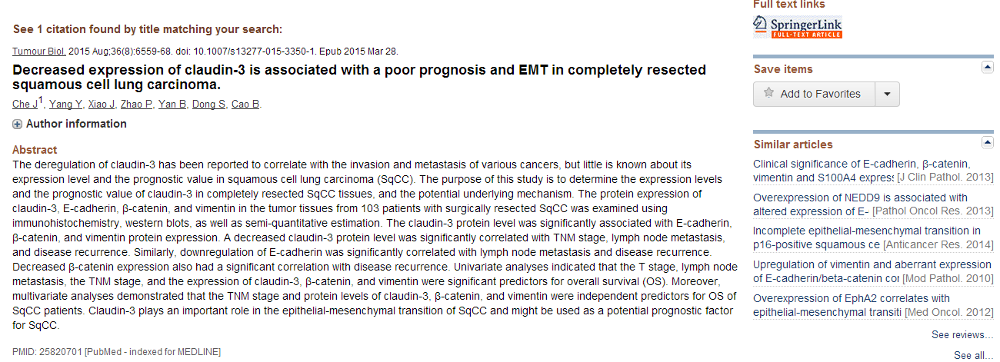 Full text links
SpringerLink
FULL-TEXT ARTICLE
See 1 citation found by title matching your search:
Tumour Biol. 2015 Aug;36(8):6559-68. doi: 10.1007/s13277-015-3350-1. Epub 2015 Mar 28.
Decreased expression of claudin-3 is associated with a poor prognosis and EMT in completely resected
squamous cell lung carcinoma.
Che J1, Yang Y, Xiao J, Zhao P, Yan B, Dong S, Cao B.
Author information
Abstract
The deregulation of claudin-3 has been reported to correlate with the invasion and metastasis of various cancers, but little is known about its
expression level and the prognostic value in squamous cell lung carcinoma (SqCC). The purpose of this study is to determine the expression levels
and the prognostic value of claudin-3 in completely resected SqCC tissues, and the potential underlying mechanism. The protein expression of
claudin-3, E-cadherin, β-catenin, and vimentin in the tumor tissues from 103 patients with surgically resected SqCC was examined using
immunohistochemistry, western blots, as well as semi-quantitative estimation. The claudin-3 protein level was significantly associated with E-cadherin,
β-catenin, and vimentin protein expression. A decreased claudin-3 protein level was significantly correlated with TNM stage, lymph node metastasis,
and disease recurrence. Similarly, downregulation of E-cadherin was significantly correlated with lymph node metastasis and disease recurrence.
Decreased β-catenin expression also had a significant correlation with disease recurrence. Univariate analyses indicated that the T stage, lymph node
metastasis, the TNM stage, and the expression of claudin-3, β-catenin, and vimentin were significant predictors for overall survival (OS). Moreover,
multivariate analyses demonstrated that the TNM stage and protein levels of claudin-3, β-catenin, and vimentin were independent predictors for OS of
SqCC patients. Claudin-3 plays an important role in the epithelial-mesenchymal transition of SqCC and might be used as a potential prognostic factor
for SqCC.
PMID: 25820701 [PubMed - indexed for MEDLINE]
Save items
Add to Favorites
Similar articles
Clinical significance of E-cadherin, β-catenin,
vimentin and S100A4 express [J Clin Pathol. 2013]
Overexpression of NEDD9 is associated with
altered expression of E- [Pathol Oncol Res. 2013]
Incomplete epithelial-mesenchymal transition in
p16-positive squamous ce [Anticancer Res. 2014]
Upregulation of vimentin and aberrant expression
of E-cadherin/beta-catenin cor [Mod Pathol. 2010]
Overexpression of EphA2 correlates with
epithelial-mesenchymal transiti [Med Oncol. 2012]
See reviews...
See all...